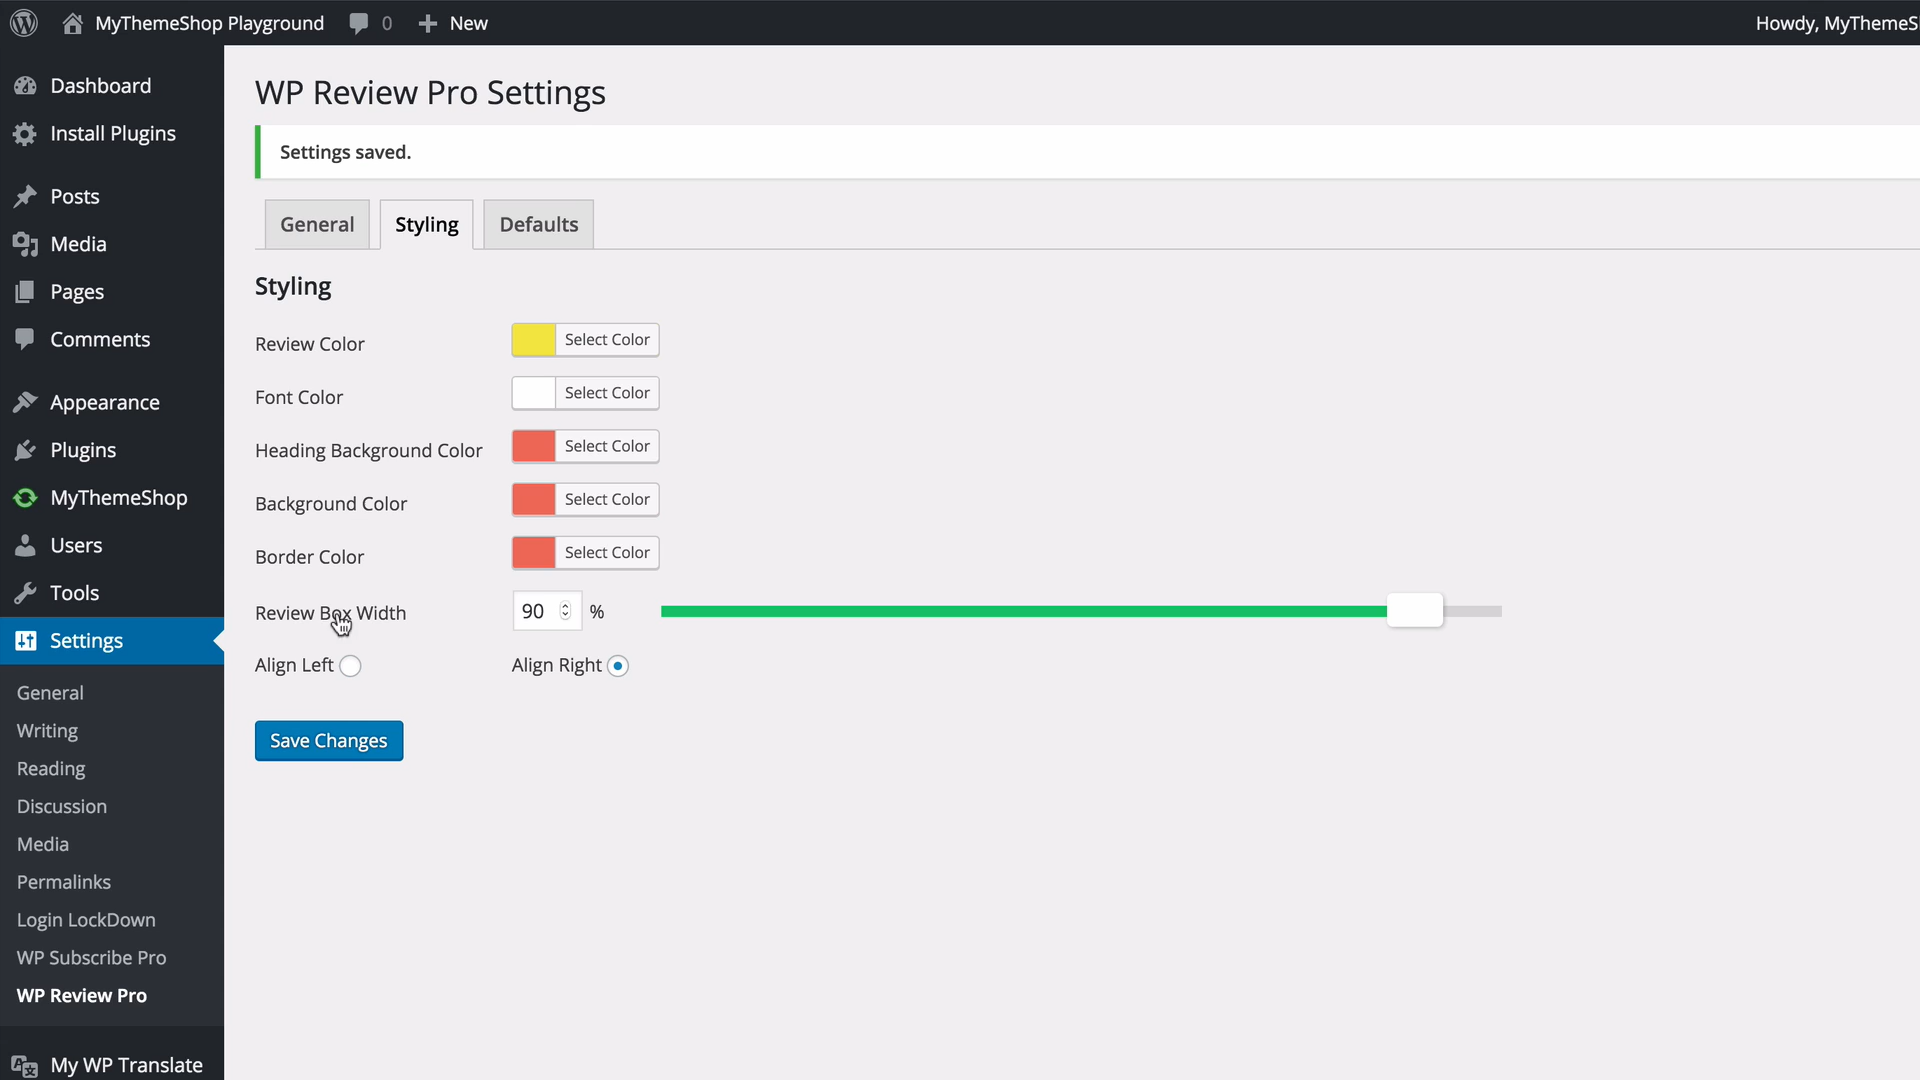 MyThemeShop Playground 0 New Howdy, MyThemeS
Dashboard
Install Plugins
Posts
Media
Pages
Comments
Appearance
Plugins
MyThemeShop
Users
Tools
Settings
General
Writing
Reading
Discussion
Media
Permalinks
Login LockDown
WP Subscribe Pro
WP Review Pro
My WP Translate
WP Review Pro Settings
Settings saved.
General Styling Defaults
Styling
Review Color Select Color
Font Color Select Color
Heading Background Color Select Color
Background Color Select Color
Border Color Select Color
Review Box Width 90 %
Align Left Align Right
Save Changes